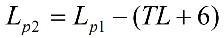 L_{p2} = L_{p1} − (TL + 6)